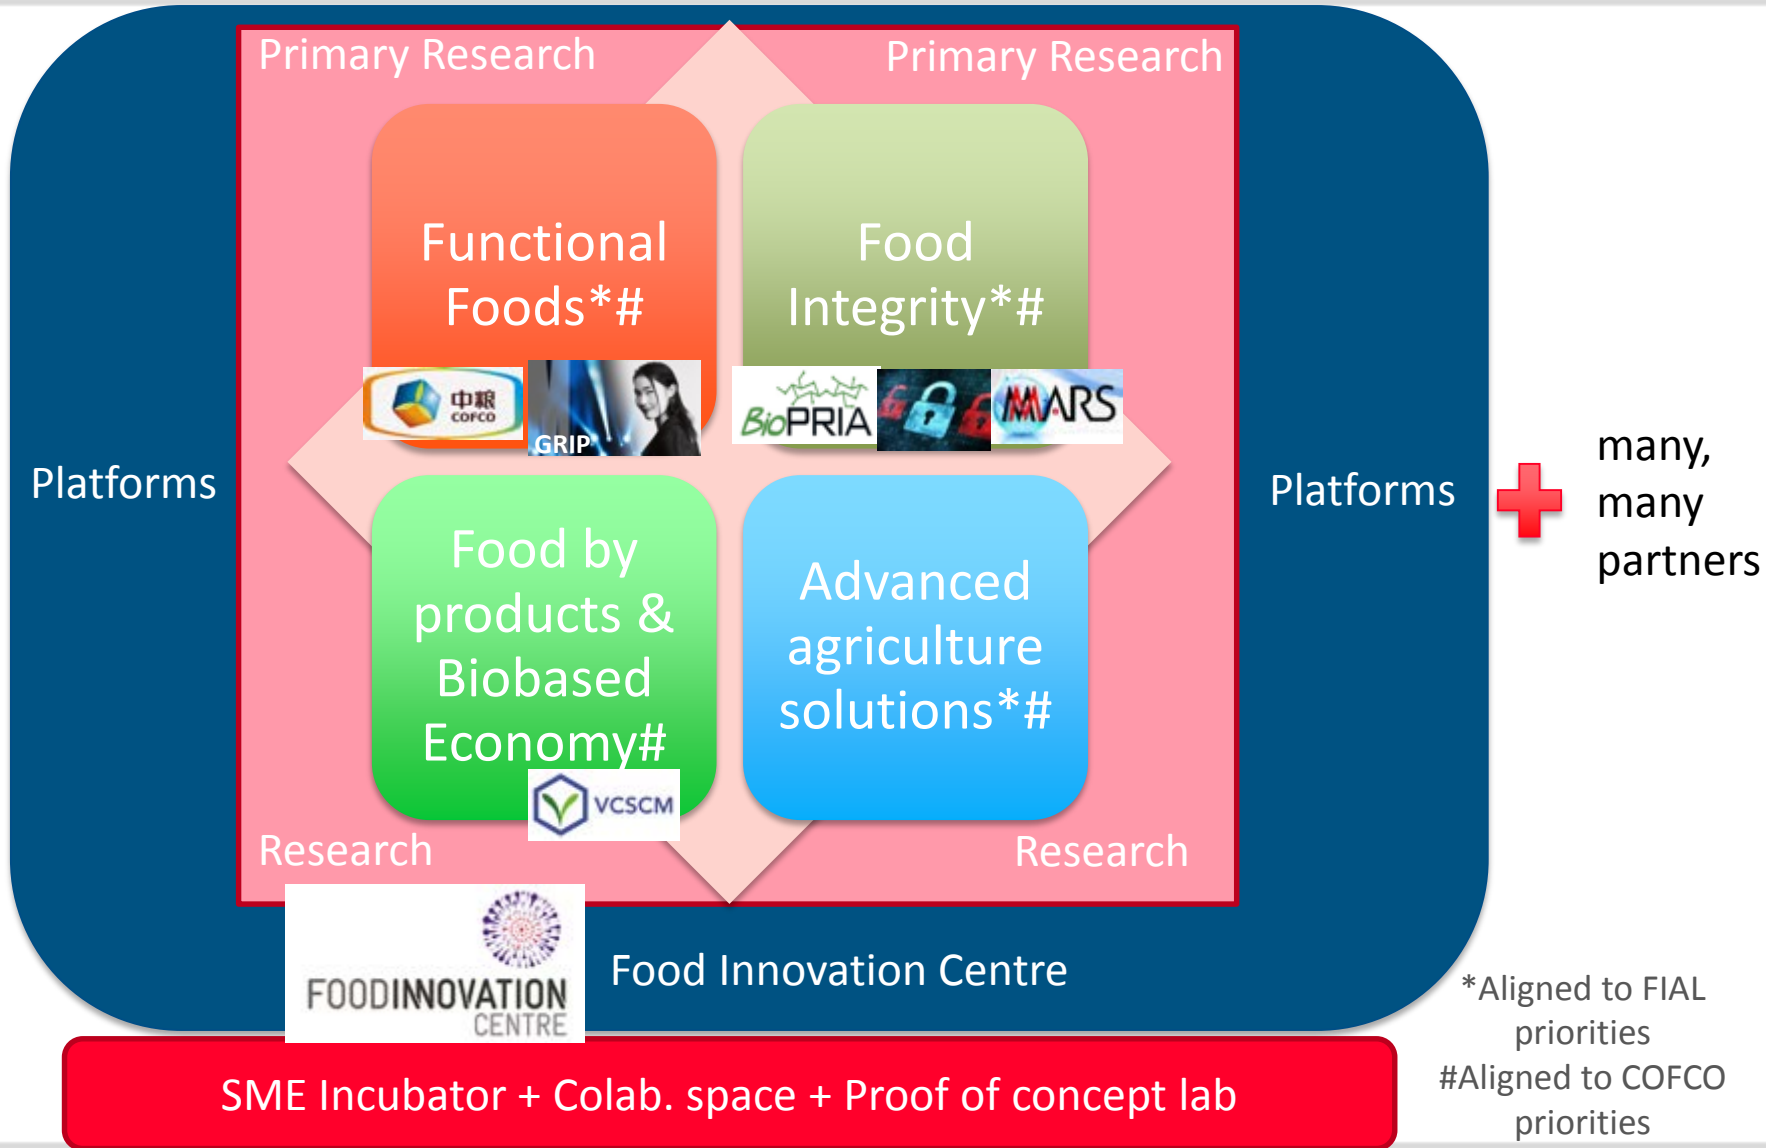 Primary Research
Primary Research
Functional
Foods*#
Food
Integrity*#
中粮
COFCO
GRIP
BioPRIA
MARS
Platforms
Platforms
many,
many
partners
Food by
products &
Biobased
Economy#
Advanced
agriculture
solutions*#
VCSCM
Research
Research
FOODINNOVATION
CENTRE
Food Innovation Centre
*Aligned to FIAL
priorities
#Aligned to COFCO
priorities
SME Incubator + Colab. space + Proof of concept lab